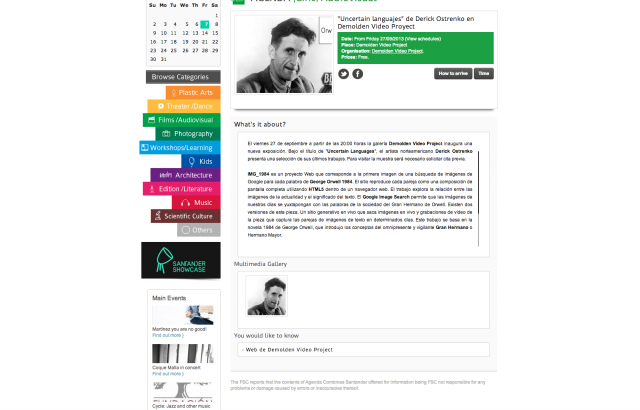 Agenda /Films /Audiovisual
Su Mo Tu We Th Fr Sa
1
2 3 4 5 6 7 8
9 10 11 12 13 14 15
16 17 18 19 20 21 22
23 24 25 26 27 28 29
30 31
Browse Categories
Plastic Arts
Theater /Dance
Films /Audiovisual
Photography
Workshops/Learning
Kids
Architecture
Edition /Literature
Music
Scientific Culture
Others
SANTANDER
SHOWCASE
Main Events
Martinez you are no good!
Find out more )
Coque Malla in concert
Find out more )
FUNDACIÓN
Cycle: Jazz and other music
"Uncertain languajes" de Derick Ostrenko en
Demolden Video Proyect
Date: From Friday 27/09/2013 (View schedules)
Place: Demolden Video Project
Organisation: Demolden Video Project.
Prices: Free.
How to arrive
Time
What's it about?
El viernes 27 de septiembre a partir de las 20:00 horas la galería Demolden Video Project inaugura una
nueva exposición. Bajo el título de "Uncertain Languages", el artista norteamericano Derick Ostrenko
presenta una selección de sus últimos trabajos. Para visitar la muestra será necesario solicitar cita previa.
IMG_1984 es un proyecto Web que corresponde a la primera imagen de una búsqueda de imágenes de
Google para cada palabra de George Orwell 1984. El sitio reproduce cada pareja como una composición de
pantalla completa utilizando HTML5 dentro de un navegador web. El trabajo explora la relación entre las
imágenes de la actualidad y el significado del texto. El Google Image Search permite que las imágenes de
nuestros días se yuxtapongan con las palabras de la sociedad del Gran Hermano de Orwell. Existen dos
versiones de esta pieza. Un sitio generativo en vivo que saca imágenes en vivo y grabaciones de vídeo de
la pieza que captura las parejas de imágenes de texto en determinados días. Este trabajo se basa en la
novela 1984 de George Orwell, que introdujo los conceptos del omnipresente y vigilante Gran Hermano o
Hermano Mayor.
Multimedia Gallery
You would like to know
- Web de Demolden Video Project
The FSC reports that the contents of Agenda Contenios Santander offered for information being FSC not responsible for any
problems or damage caused by errors or inaccuracies thereof.